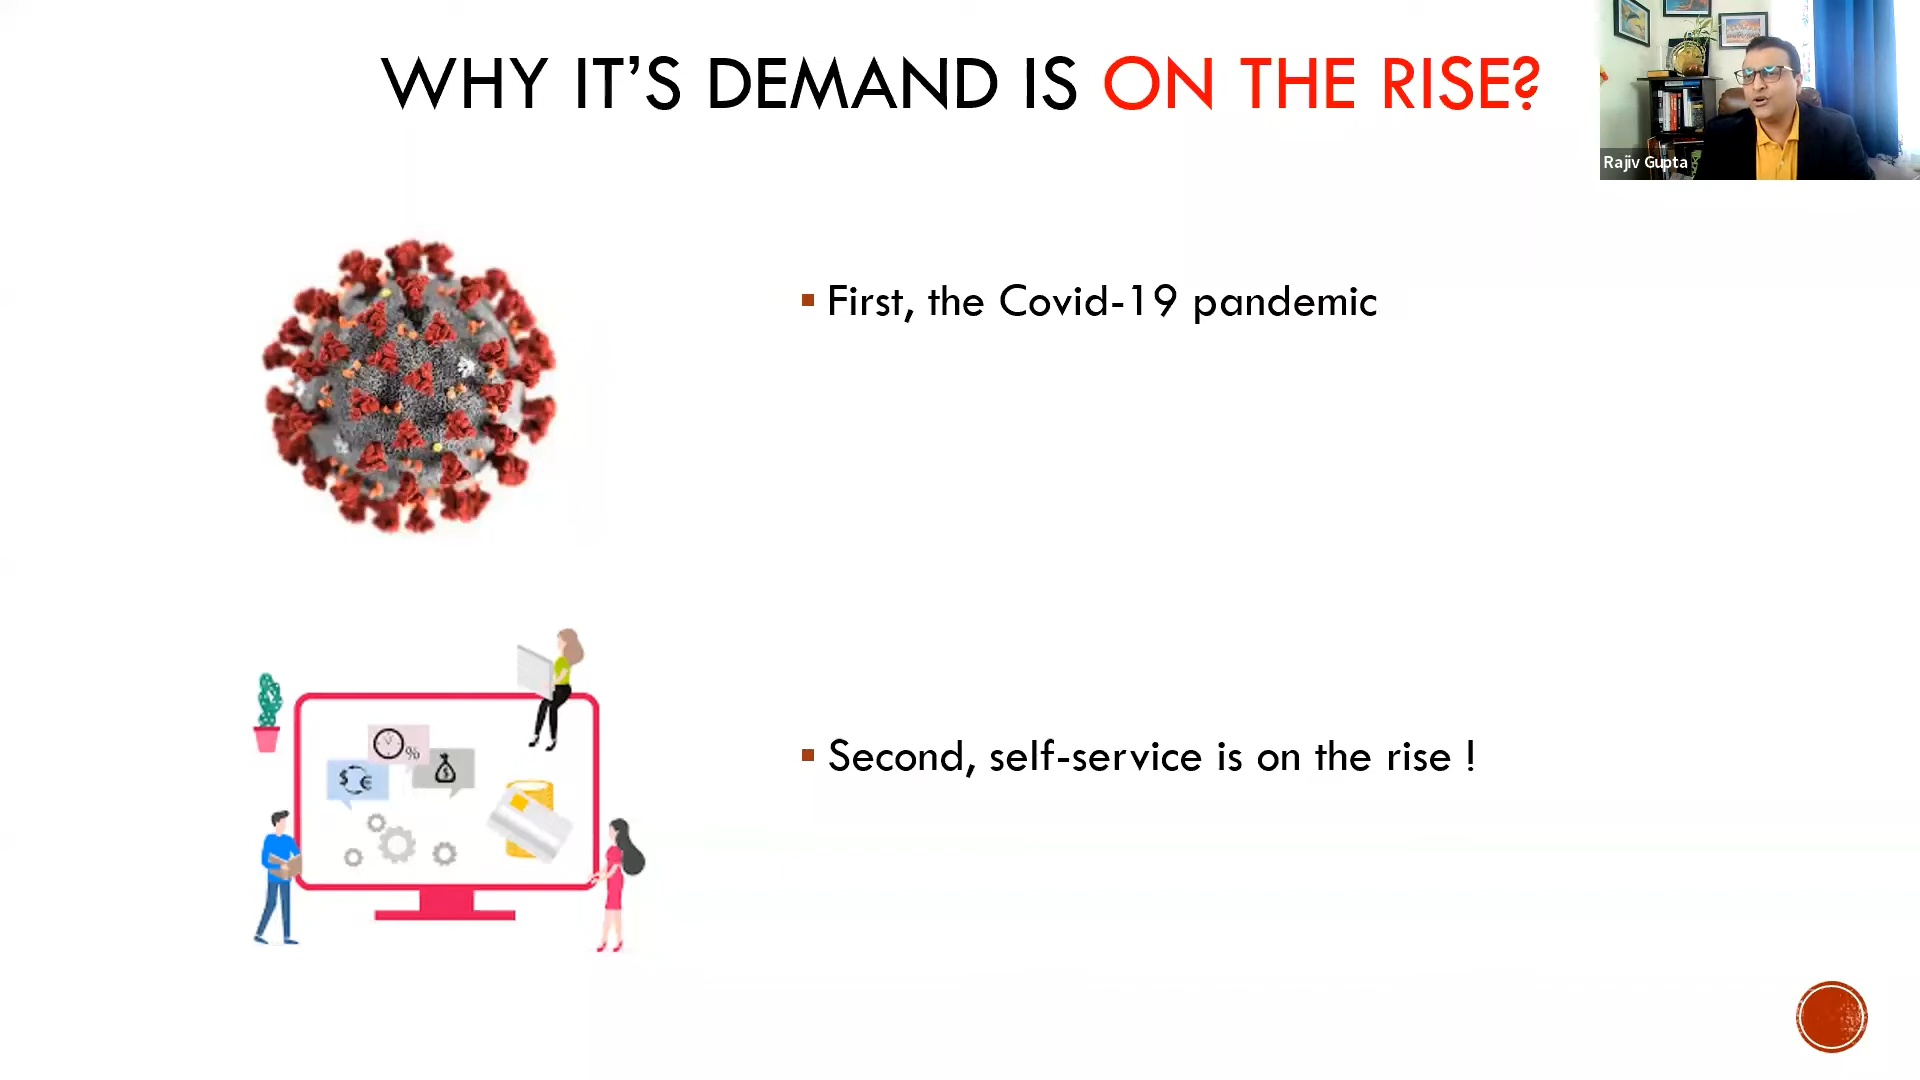 WHY IT’S DEMAND IS ON THE RISE?
Rajiv Gupta
▪ First, the Covid-19 pandemic
%
$ €
$
▪ Second, self-service is on the rise !